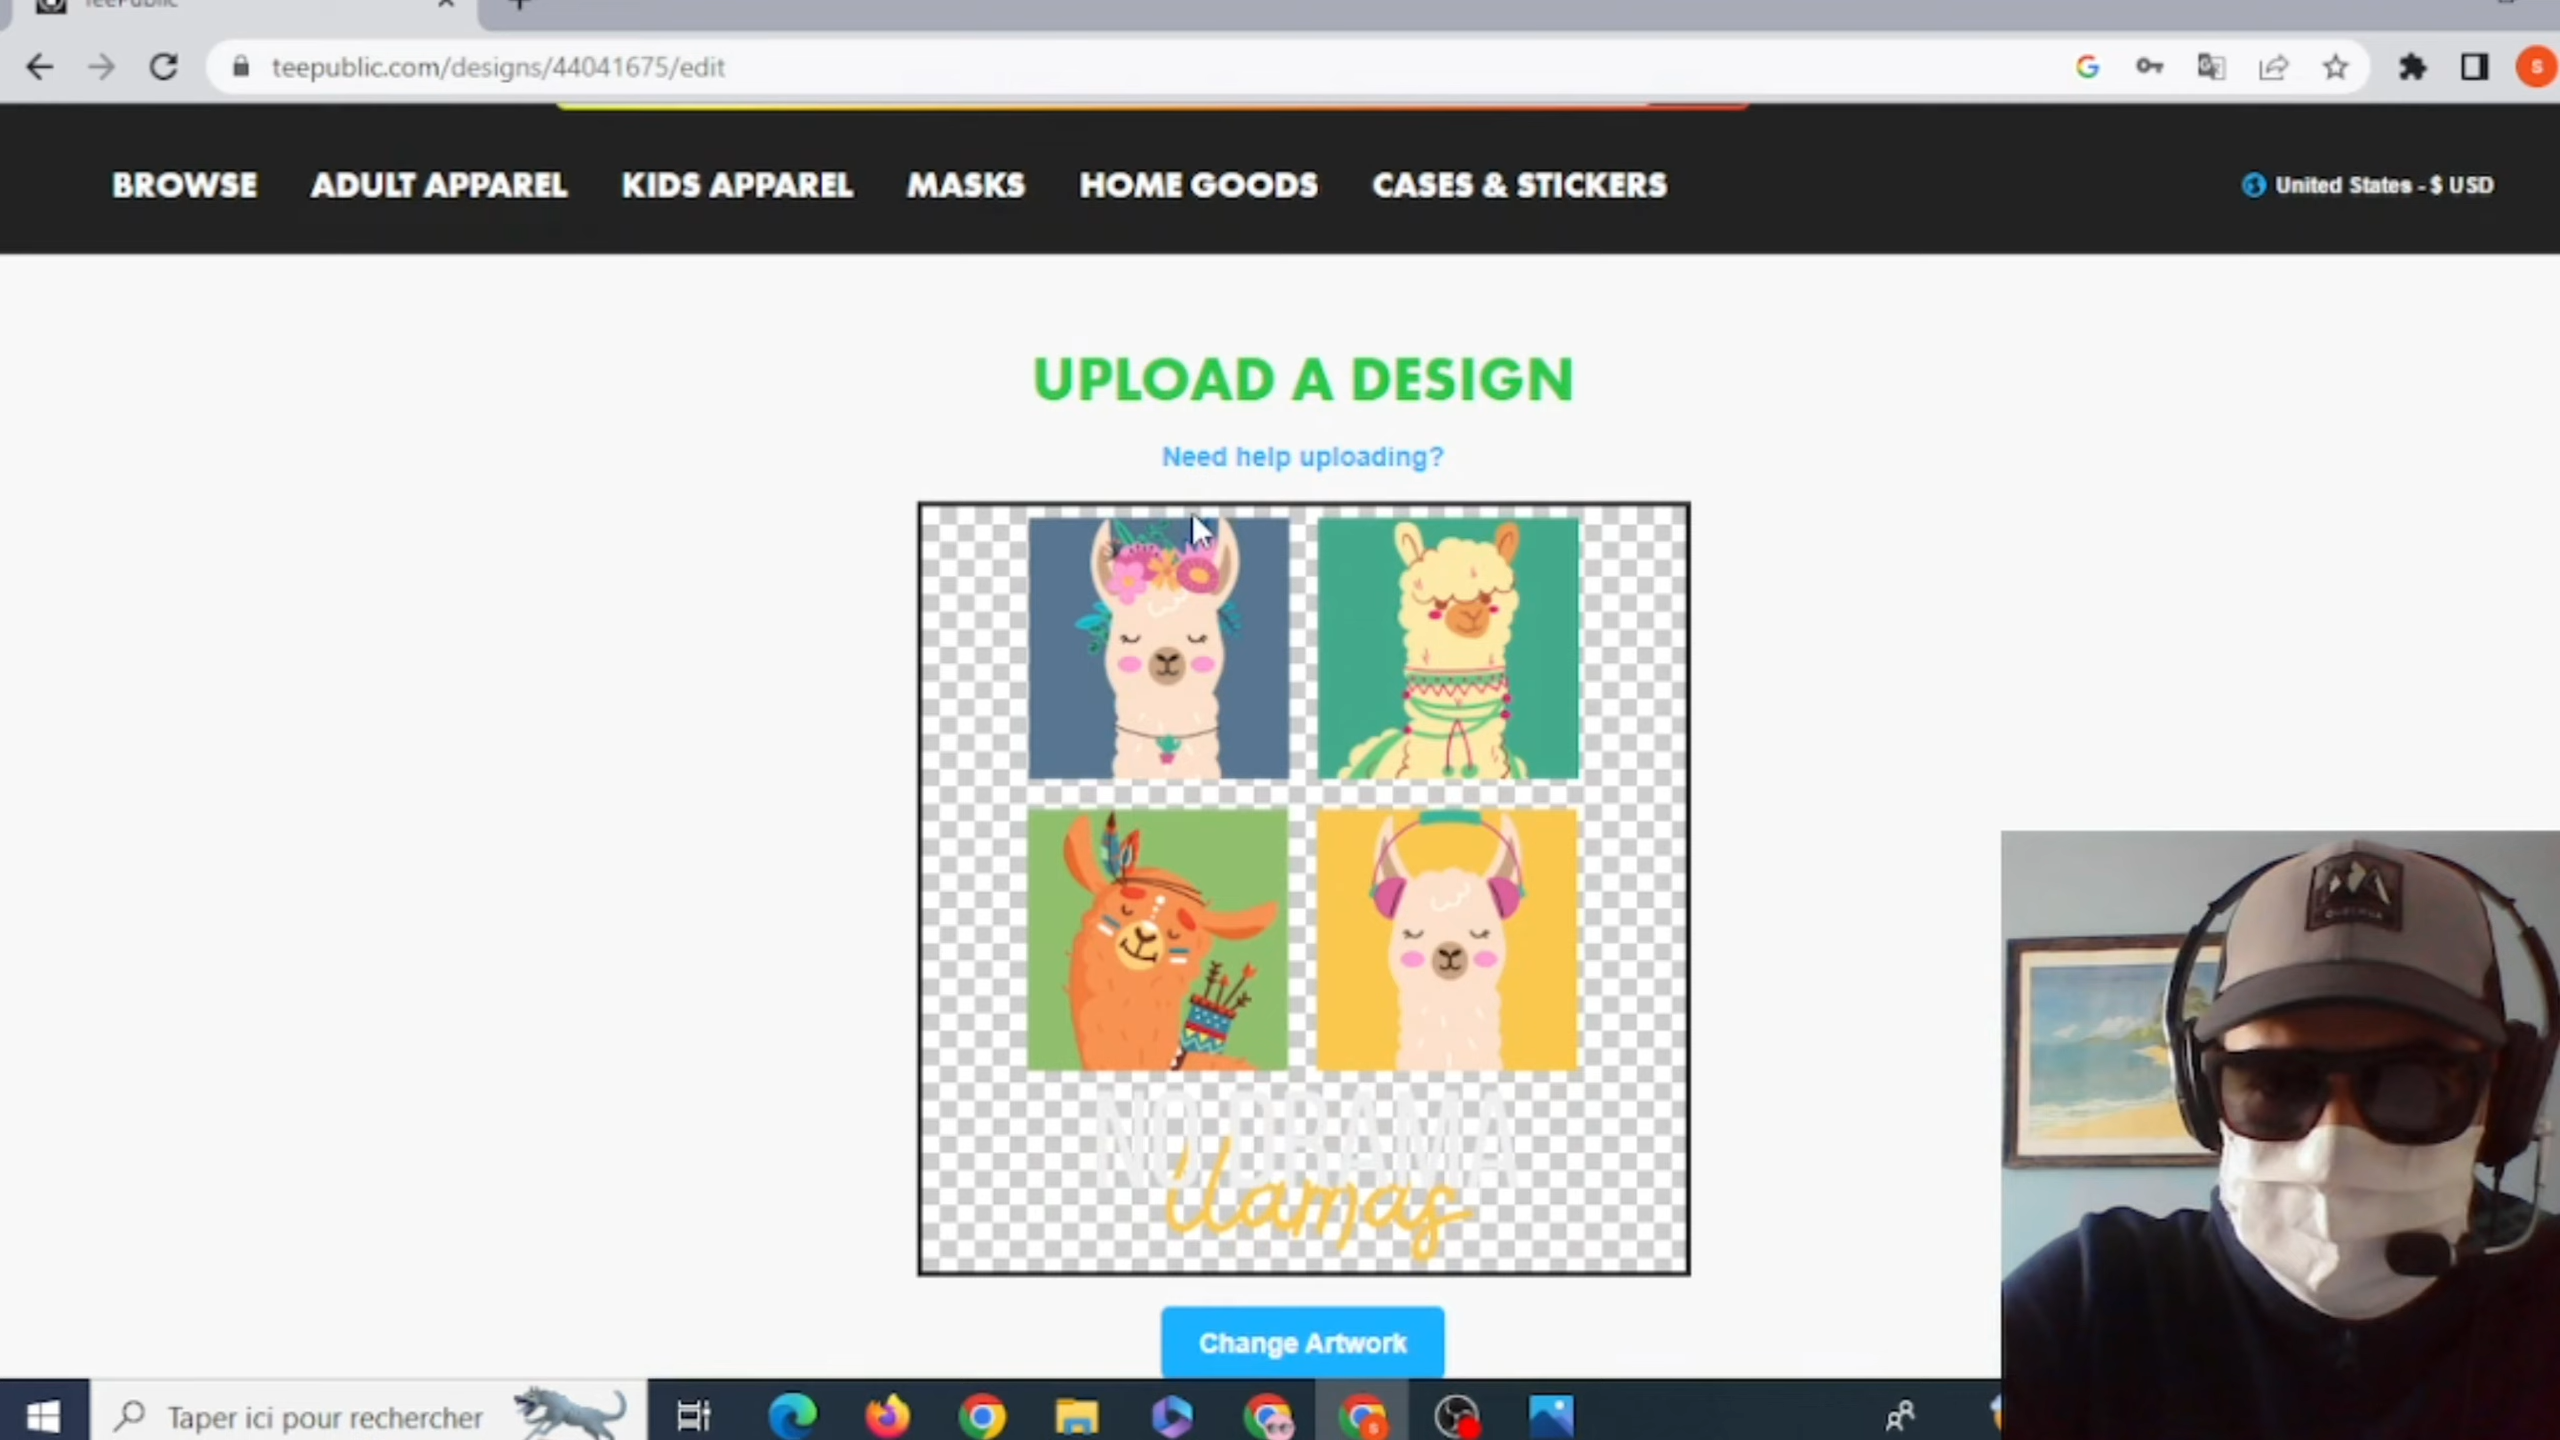 TeePublic
teepublic.com/designs/44041675/edit
BROWSE ADULT APPAREL KIDS APPAREL MASKS HOME GOODS CASES & STICKERS
United States - $ USD
UPLOAD A DESIGN
Need help uploading?
NO DRAMA
llamas
Change Artwork
Taper ici pour rechercher